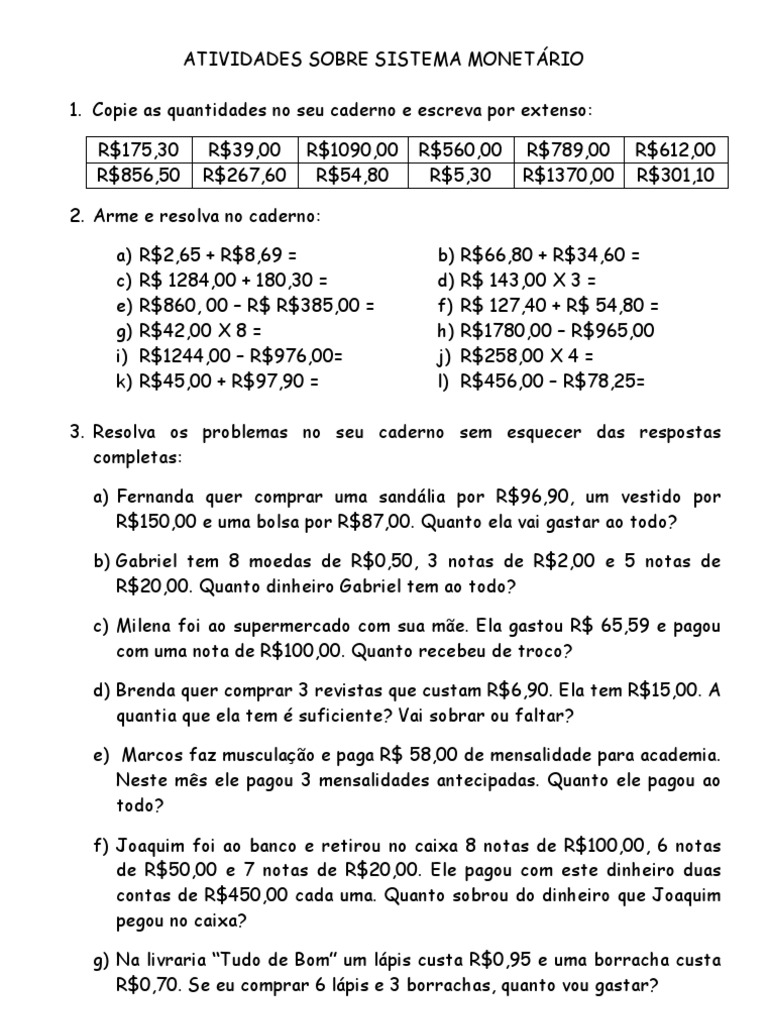 ATIVIDADES SOBRE SISTEMA MONETÁRIO
1. Copie as quantidades no seu caderno e escreva por extenso:
R$175,30 R$39,00 R$1090,00 R$560,00 R$789,00 R$612,00
R$856,50 R$267,60 R$54,80 R$5,30 R$1370,00 R$301,10
2. Arme e resolva no caderno:
a) R$2,65 + R$8,69 = b) R$66,80 + R$34,60 =
c) R$ 1284,00 + 180,30 = d) R$ 143,00 X 3 =
e) R$860, 00 – R$ R$385,00 = f) R$ 127,40 + R$ 54,80 =
g) R$42,00 X 8 = h) R$1780,00 – R$965,00
i) R$1244,00 – R$976,00= j) R$258,00 X 4 =
k) R$45,00 + R$97,90 = l) R$456,00 – R$78,25=
3. Resolva os problemas no seu caderno sem esquecer das respostas
completas:
a) Fernanda quer comprar uma sandália por R$96,90, um vestido por
R$150,00 e uma bolsa por R$87,00. Quanto ela vai gastar ao todo?
b) Gabriel tem 8 moedas de R$0,50, 3 notas de R$2,00 e 5 notas de
R$20,00. Quanto dinheiro Gabriel tem ao todo?
c) Milena foi ao supermercado com sua mãe. Ela gastou R$ 65,59 e pagou
com uma nota de R$100,00. Quanto recebeu de troco?
d) Brenda quer comprar 3 revistas que custam R$6,90. Ela tem R$15,00. A
quantia que ela tem é suficiente? Vai sobrar ou faltar?
e) Marcos faz musculação e paga R$ 58,00 de mensalidade para academia.
Neste mês ele pagou 3 mensalidades antecipadas. Quanto ele pagou ao
todo?
f) Joaquim foi ao banco e retirou no caixa 8 notas de R$100,00, 6 notas
de R$50,00 e 7 notas de R$20,00. Ele pagou com este dinheiro duas
contas de R$450,00 cada uma. Quanto sobrou do dinheiro que Joaquim
pegou no caixa?
g) Na livraria “Tudo de Bom” um lápis custa R$0,95 e uma borracha custa
R$0,70. Se eu comprar 6 lápis e 3 borrachas, quanto vou gastar?